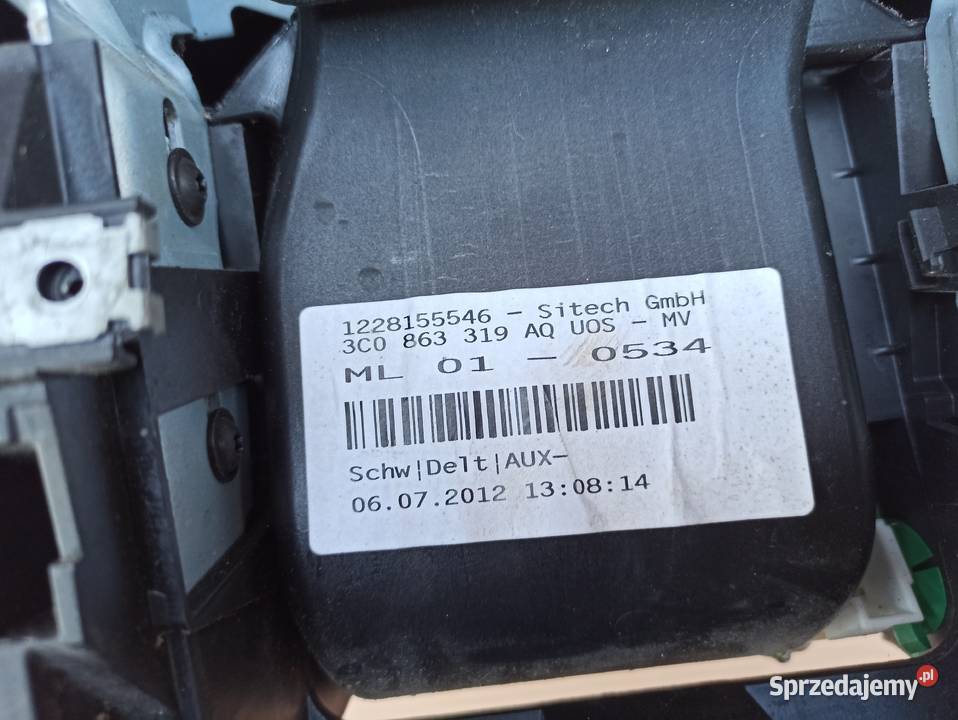 1228155546 - Sitech GmbH
3C0 863 319 AQ UOS - MV
ML 01 - 0534
Schw|Delt|AUX-
06.07.2012 13:08:14
Sprzedajemy.pl